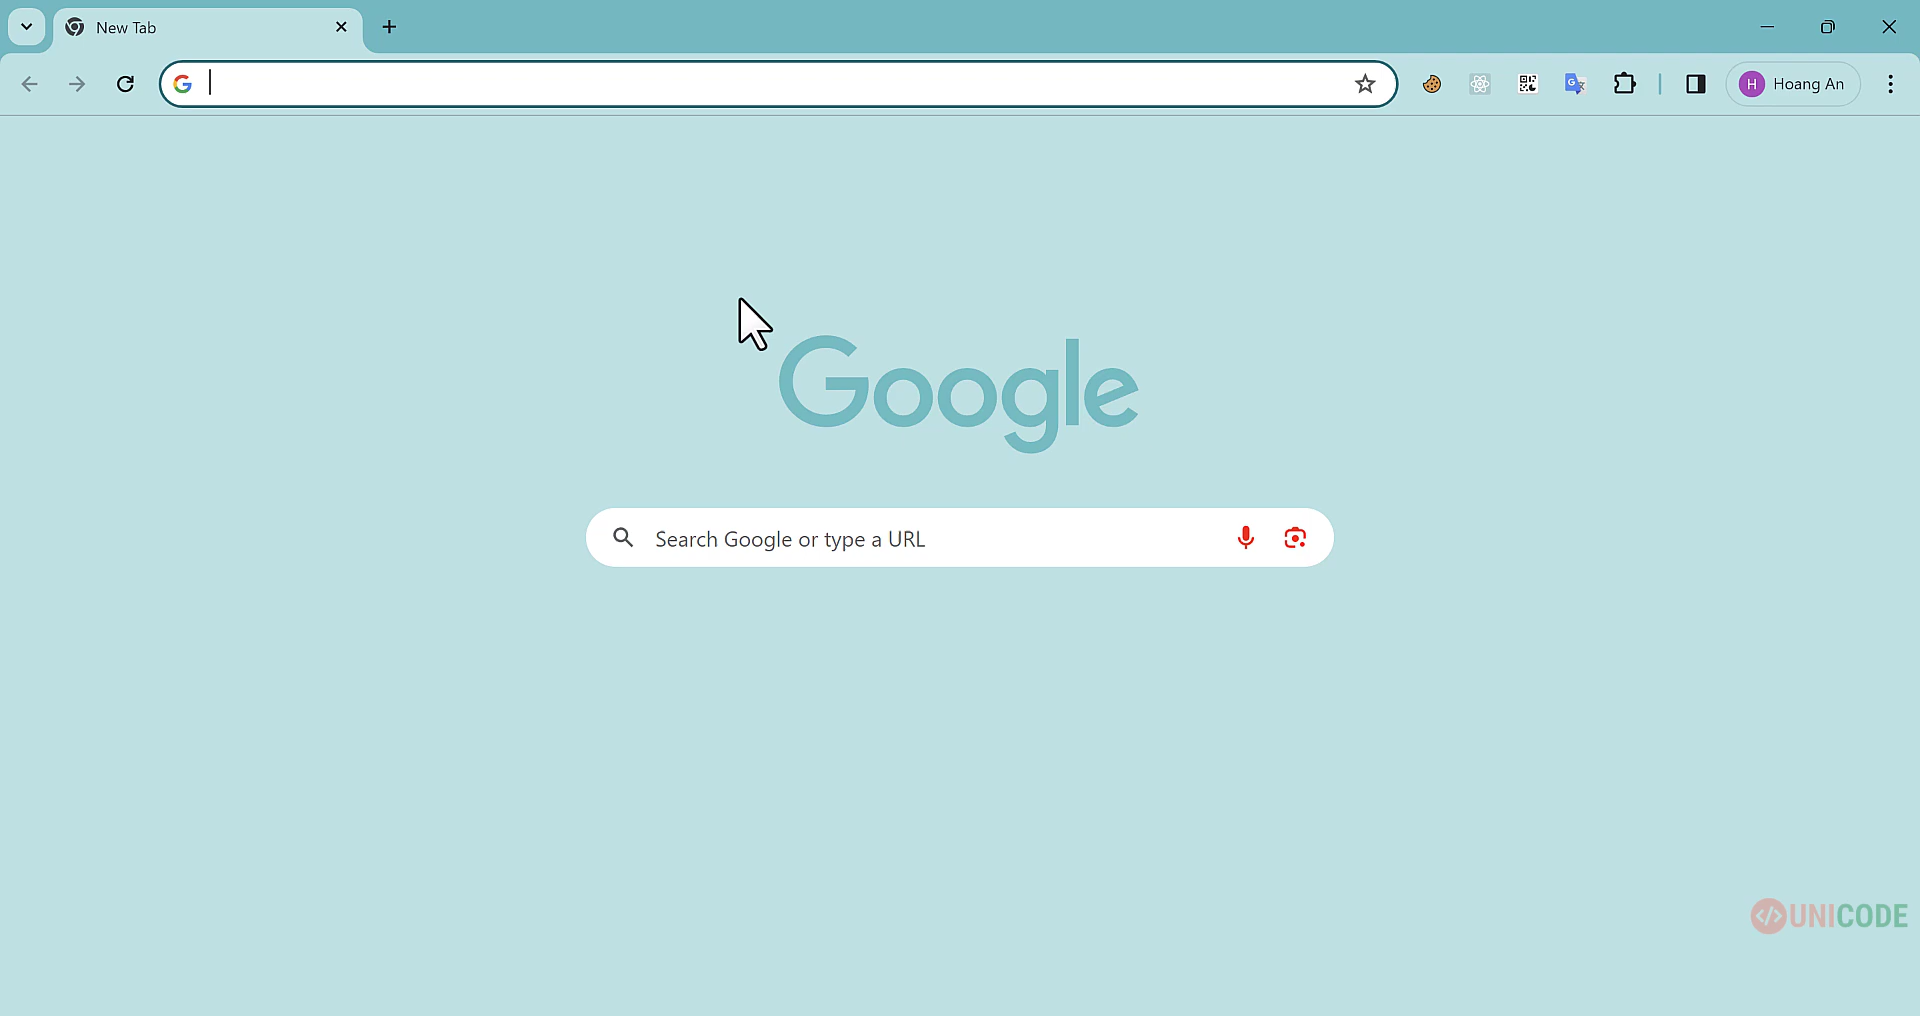 New Tab
H Hoang An
Google
Search Google or type a URL
</>UNICODE